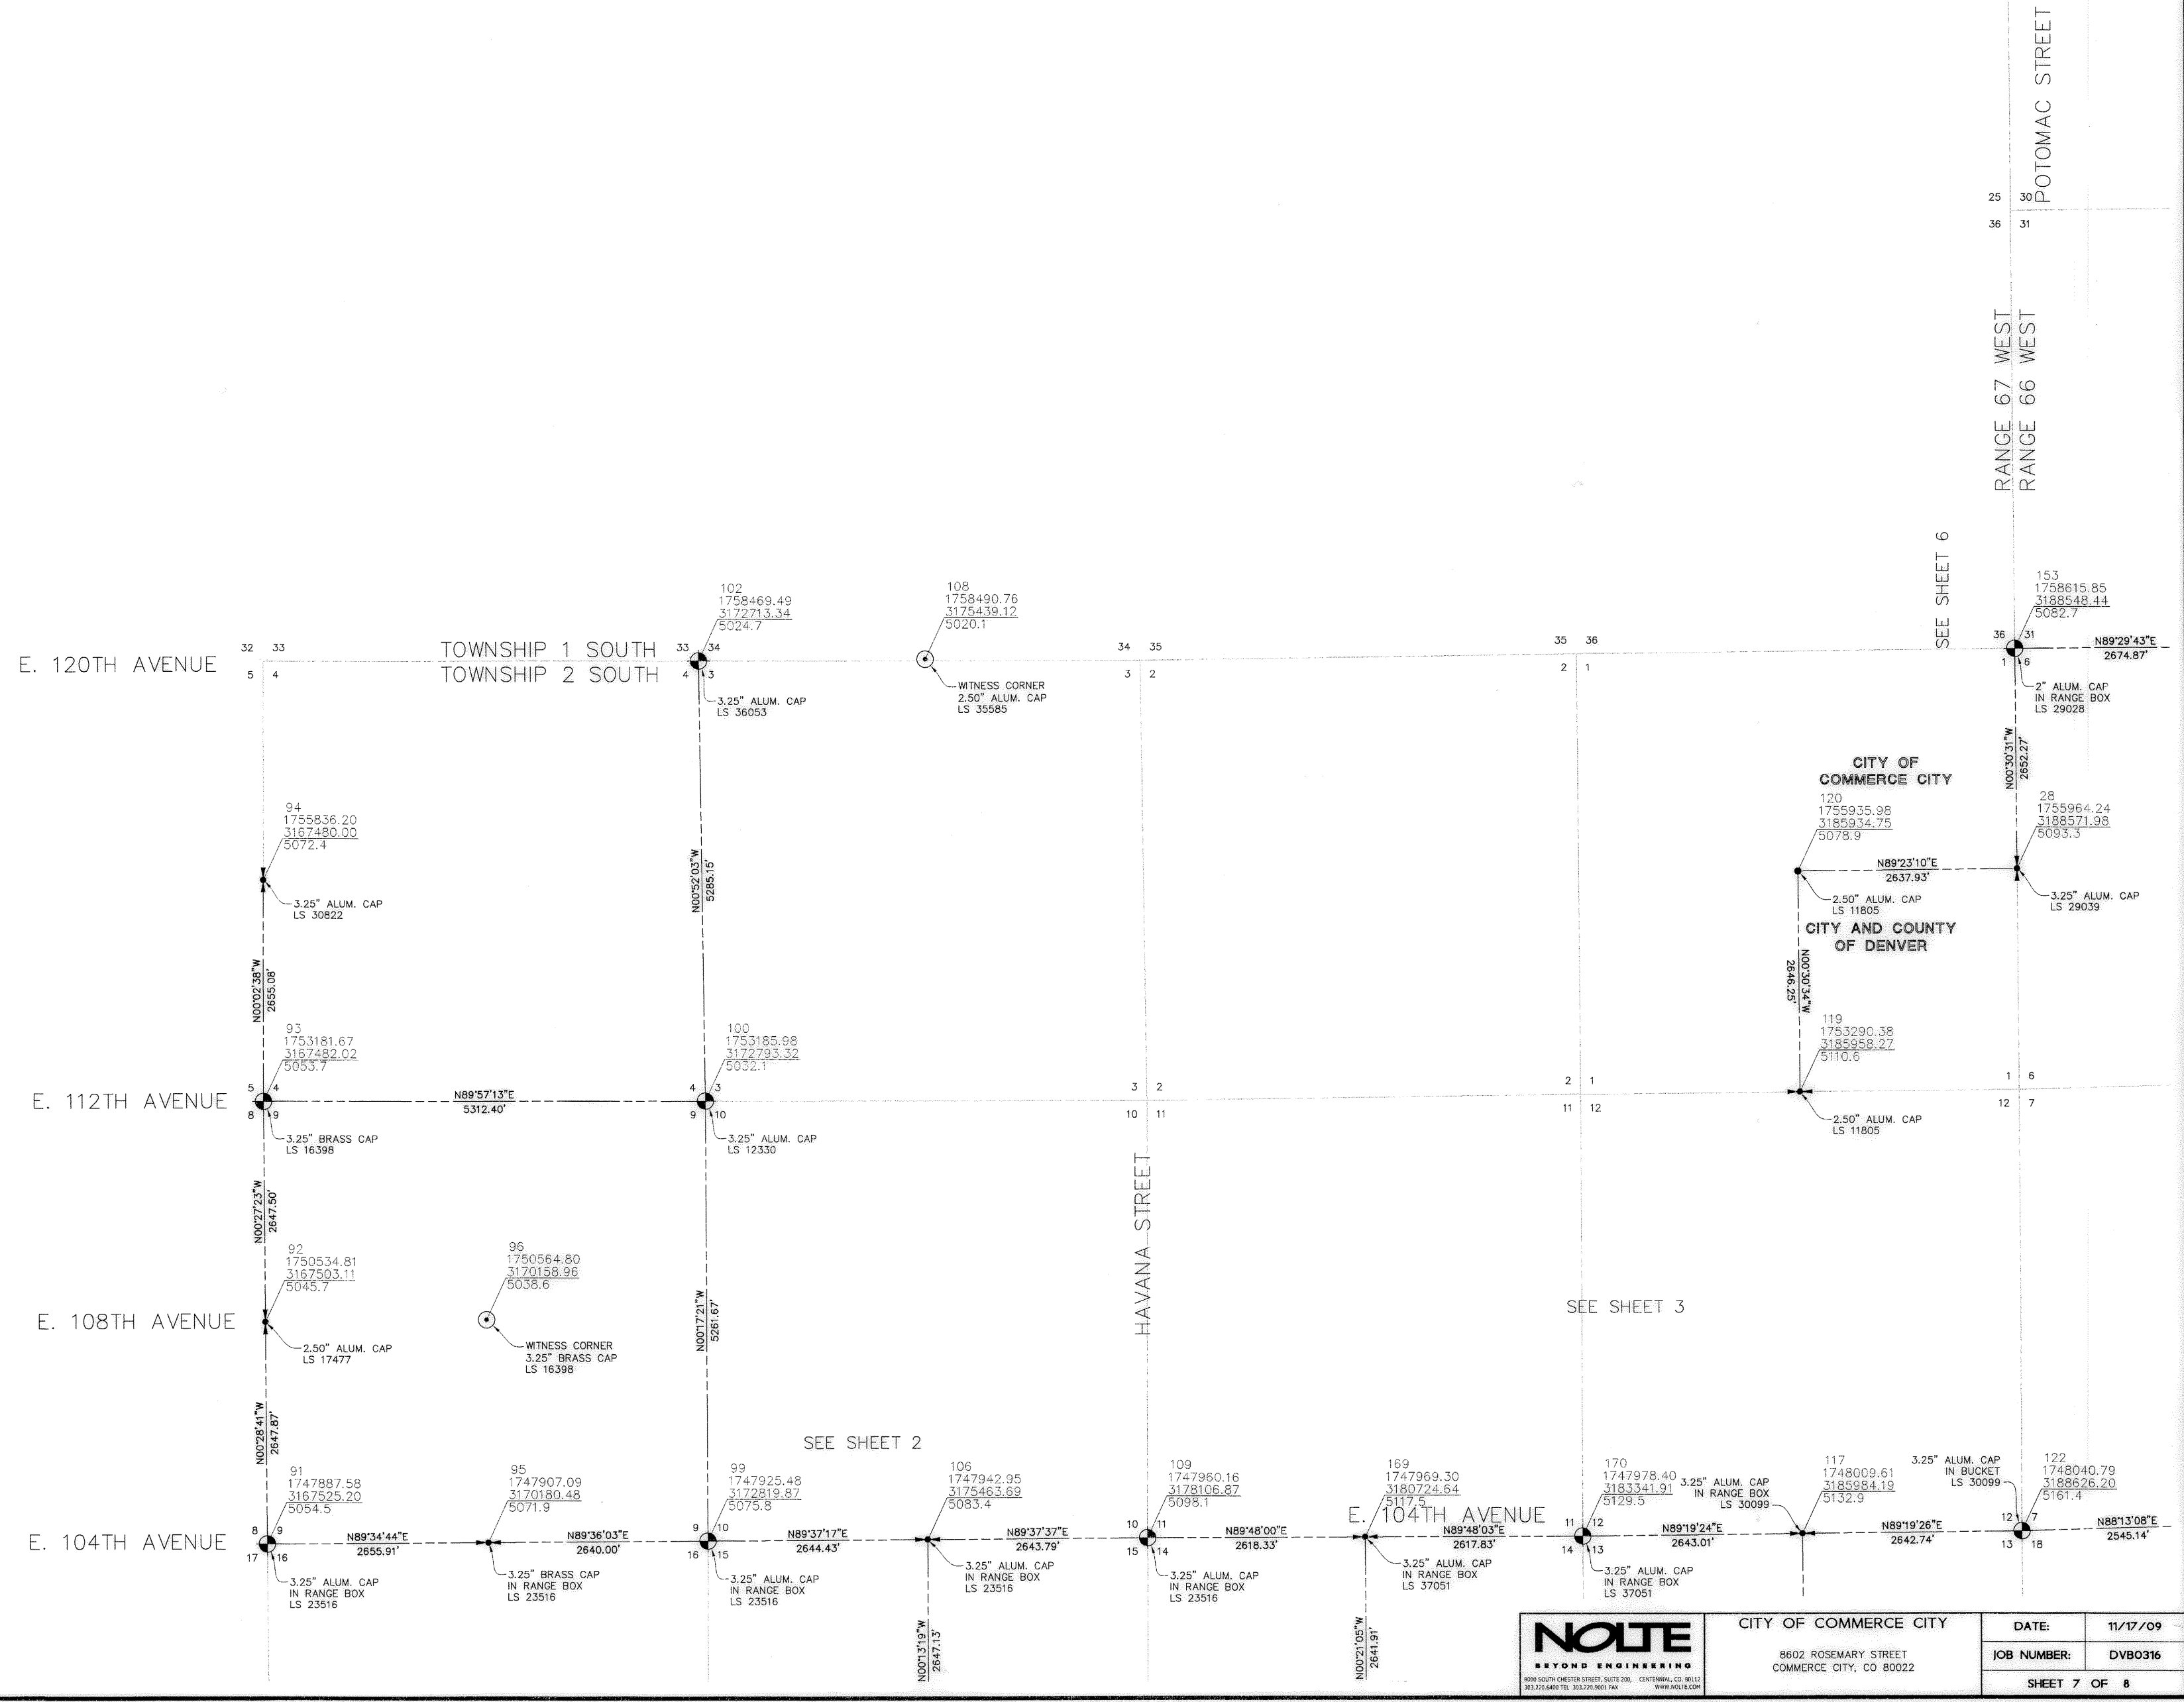 POTOMAC STREET
25 30
36 31
RANGE 67 WEST
RANGE 66 WEST
SEE SHEET 6
102
1758469.49
3172713.34
5024.7
108
1758490.76
3175439.12
5020.1
153
1758615.85
3188548.44
5082.7
E. 120TH AVENUE
32 33
5 4
TOWNSHIP 1 SOUTH
TOWNSHIP 2 SOUTH
33 34
4 3
34 35
3 2
35 36
2 1
36 31
1 6
N89°29'43"E
2674.87'
3.25" ALUM. CAP
LS 36053
WITNESS CORNER
2.50" ALUM. CAP
LS 35585
2" ALUM. CAP
IN RANGE BOX
LS 29028
N00°30'31"W
2652.27'
CITY OF
COMMERCE CITY
94
1755836.20
3167480.00
5072.4
120
1755935.98
3185934.75
5078.9
28
1755964.24
3188571.98
5093.3
N00°52'03"W
5285.15'
N89°23'10"E
2637.93'
3.25" ALUM. CAP
LS 30822
2.50" ALUM. CAP
LS 11805
3.25" ALUM. CAP
LS 29039
CITY AND COUNTY
OF DENVER
N00°02'38"W
2655.08'
N00°30'34"W
2646.25'
93
1753181.67
3167482.02
5053.7
100
1753185.98
3172793.32
5032.1
119
1753290.38
3185958.27
5110.6
E. 112TH AVENUE
5 4
8 9
N89°57'13"E
5312.40'
4 3
9 10
3 2
10 11
2 1
11 12
1 6
12 7
3.25" BRASS CAP
LS 16398
3.25" ALUM. CAP
LS 12330
2.50" ALUM. CAP
LS 11805
HAVANA STREET
N00°27'23"W
2647.50'
92
1750534.81
3167503.11
5045.7
96
1750564.80
3170158.96
5038.6
N00°17'21"W
5261.67'
E. 108TH AVENUE
SEE SHEET 3
2.50" ALUM. CAP
LS 17477
WITNESS CORNER
3.25" BRASS CAP
LS 16398
N00°28'41"W
2647.87'
SEE SHEET 2
91
1747887.58
3167525.20
5054.5
95
1747907.09
3170180.48
5071.9
99
1747925.48
3172819.87
5075.8
106
1747942.95
3175463.69
5083.4
109
1747960.16
3178106.87
5098.1
169
1747969.30
3180724.64
5117.5
170
1747978.40
3183341.91
5129.5
3.25" ALUM. CAP
IN RANGE BOX
LS 30099
117
1748009.61
3185984.19
5132.9
3.25" ALUM. CAP
IN BUCKET
LS 30099
122
1748040.79
3188626.20
5161.4
E. 104TH AVENUE
E. 104TH AVENUE
8 9
17 16
N89°34'44"E
2655.91'
N89°36'03"E
2640.00'
9 10
16 15
N89°37'17"E
2644.43'
N89°37'37"E
2643.79'
10 11
15 14
N89°48'00"E
2618.33'
N89°48'03"E
2617.83'
11 12
14 13
N89°19'24"E
2643.01'
N89°19'26"E
2642.74'
12 7
13 18
N88°13'08"E
2545.14'
3.25" ALUM. CAP
IN RANGE BOX
LS 23516
3.25" BRASS CAP
IN RANGE BOX
LS 23516
3.25" ALUM. CAP
IN RANGE BOX
LS 23516
3.25" ALUM. CAP
IN RANGE BOX
LS 23516
3.25" ALUM. CAP
IN RANGE BOX
LS 23516
3.25" ALUM. CAP
IN RANGE BOX
LS 37051
3.25" ALUM. CAP
IN RANGE BOX
LS 37051
N00°13'19"W
2647.13'
N00°21'05"W
2641.91'
NOLTE
BEYOND ENGINEERING
8000 SOUTH CHESTER STREET, SUITE 200, CENTENNIAL, CO. 80112
303.220.6400 TEL 303.220.9001 FAX WWW.NOLTE.COM
CITY OF COMMERCE CITY
8602 ROSEMARY STREET
COMMERCE CITY, CO 80022
DATE: 11/17/09
JOB NUMBER: DVB0316
SHEET 7 OF 8